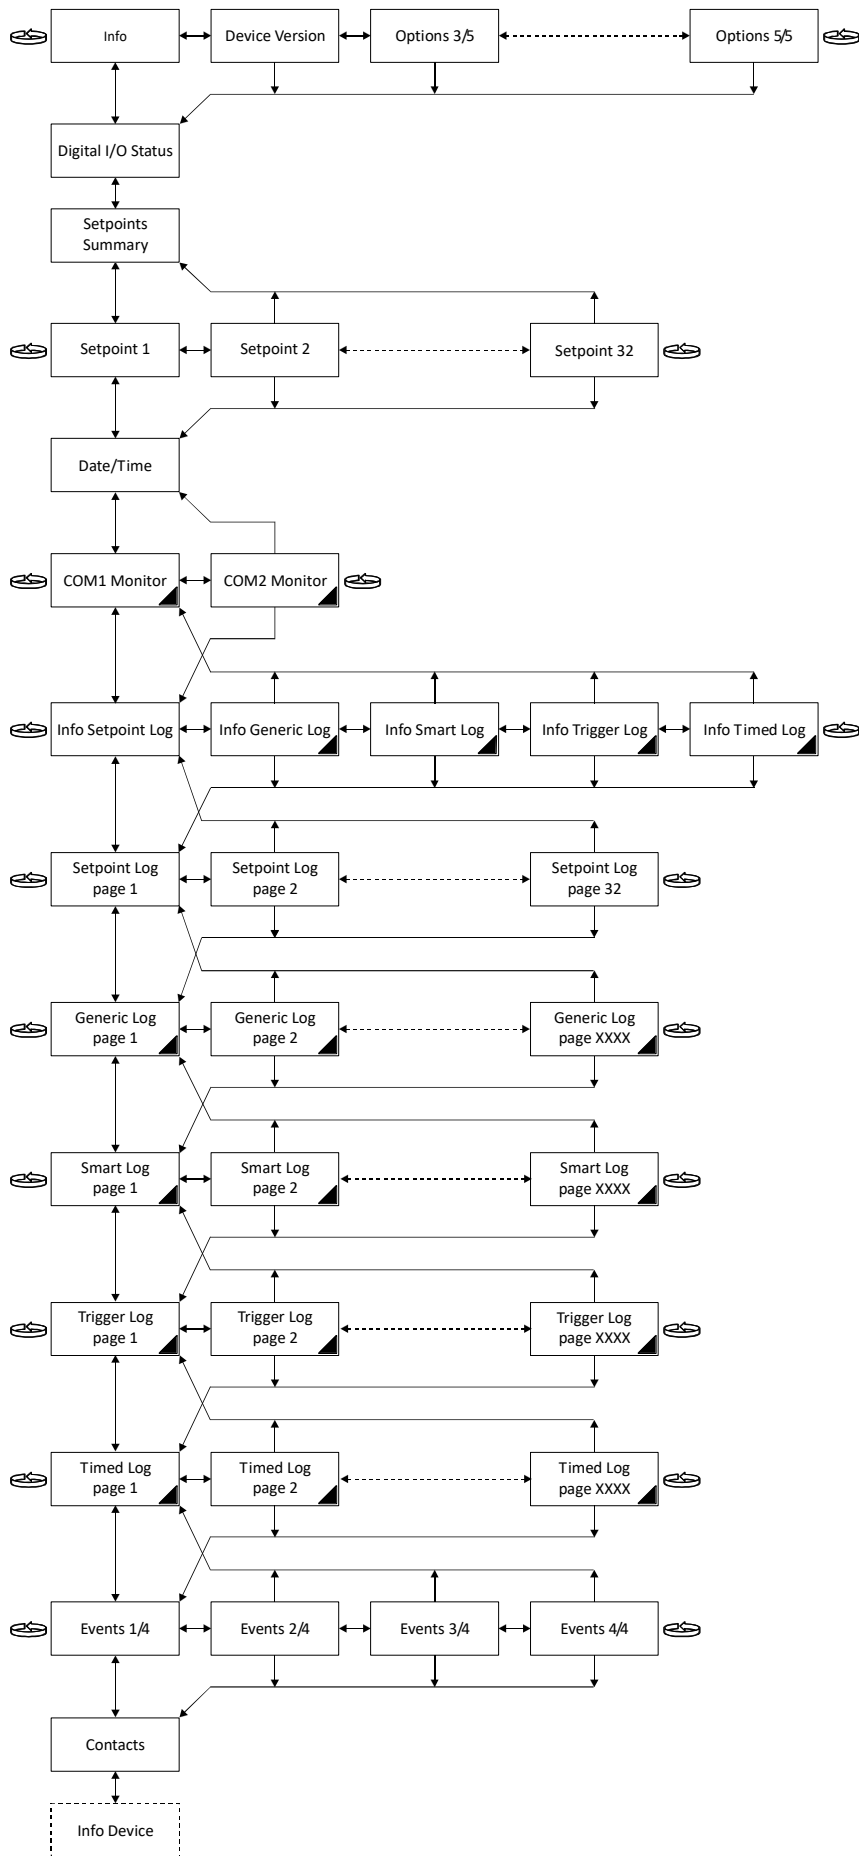 Info
Device Version
Options 3/5
Options 5/5
Digital I/O Status
Setpoints
Summary
Setpoint 1
Setpoint 2
Setpoint 32
Date/Time
COM1 Monitor
COM2 Monitor
Info Setpoint Log
Info Generic Log
Info Smart Log
Info Trigger Log
Info Timed Log
Setpoint Log
page 1
Setpoint Log
page 2
Setpoint Log
page 32
Generic Log
page 1
Generic Log
page 2
Generic Log
page XXXX
Smart Log
page 1
Smart Log
page 2
Smart Log
page XXXX
Trigger Log
page 1
Trigger Log
page 2
Trigger Log
page XXXX
Timed Log
page 1
Timed Log
page 2
Timed Log
page XXXX
Events 1/4
Events 2/4
Events 3/4
Events 4/4
Contacts
Info Device